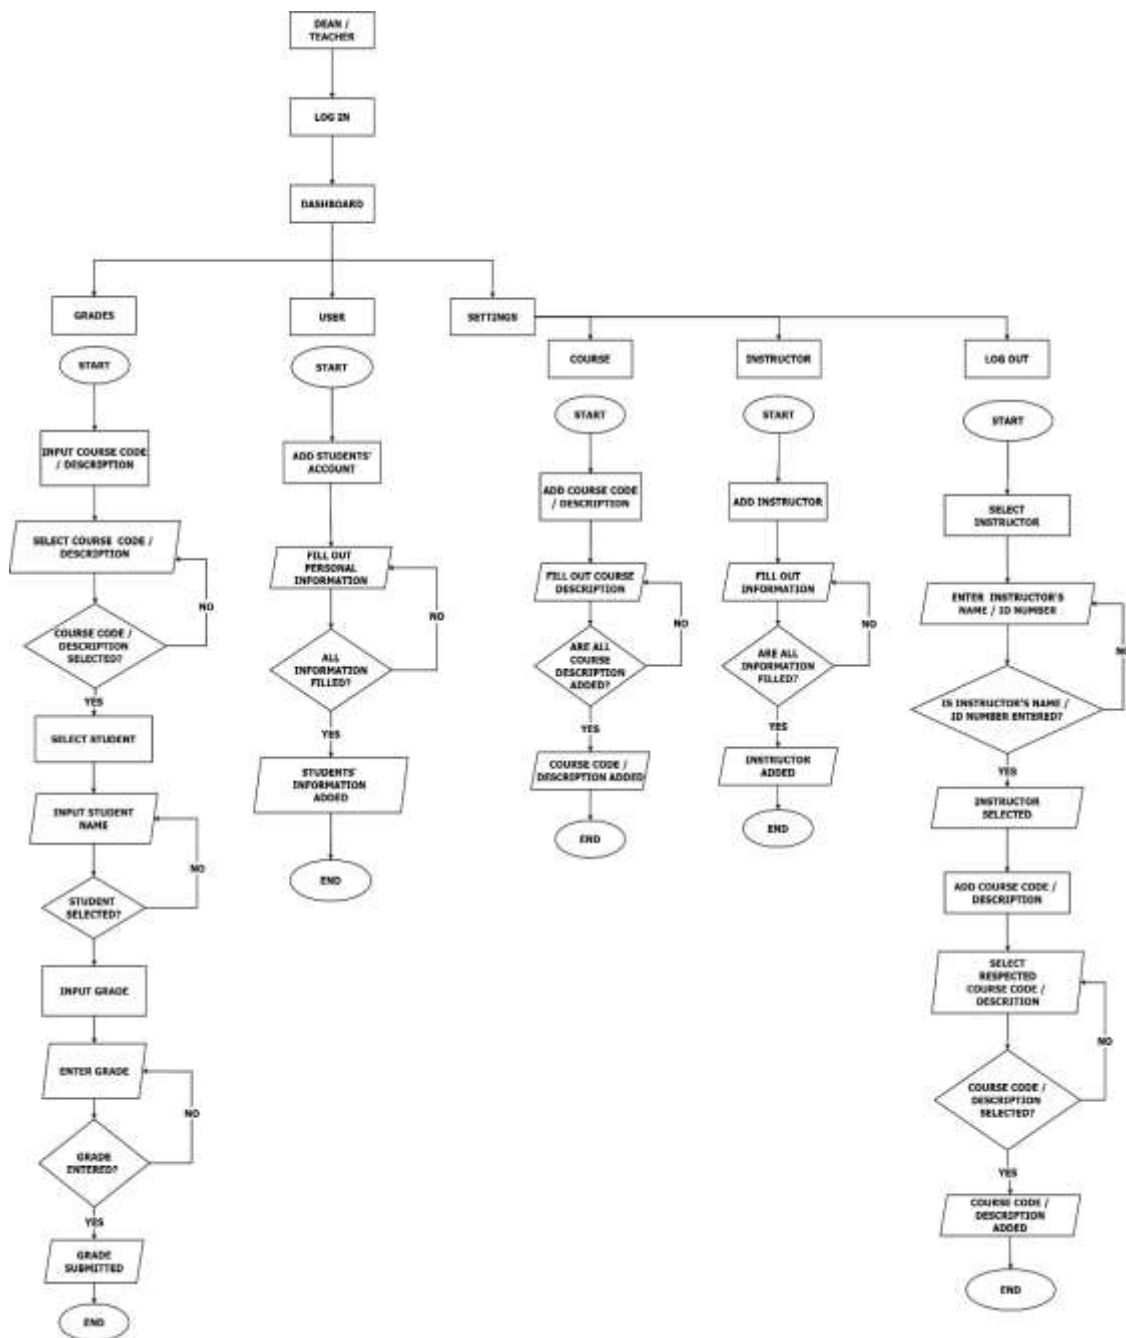 DEAN /
TEACHER
LOG IN
DASHBOARD
GRADES
START
INPUT COURSE CODE
/ DESCRIPTION
SELECT COURSE CODE /
DESCRIPTION
NO
COURSE CODE /
DESCRIPTION
SELECTED?
YES
SELECT STUDENT
INPUT STUDENT
NAME
NO
STUDENT
SELECTED?
INPUT GRADE
ENTER GRADE
NO
GRADE
ENTERED?
YES
GRADE
SUBMITTED
END
USER
START
ADD STUDENTS'
ACCOUNT
FILL OUT
PERSONAL
INFORMATION
NO
ALL
INFORMATION
FILLED?
YES
STUDENTS'
INFORMATION
ADDED
END
SETTINGS
COURSE
START
ADD COURSE CODE
/ DESCRIPTION
FILL OUT COURSE
DESCRIPTION
NO
ARE ALL
COURSE
DESCRIPTION
ADDED?
YES
COURSE CODE /
DESCRIPTION ADDED
END
INSTRUCTOR
START
ADD INSTRUCTOR
FILL OUT
INFORMATION
NO
ARE ALL
INFORMATION
FILLED?
YES
INSTRUCTOR
ADDED
END
LOG OUT
START
SELECT
INSTRUCTOR
ENTER INSTRUCTOR'S
NAME / ID NUMBER
NO
IS INSTRUCTOR'S NAME /
ID NUMBER ENTERED?
YES
INSTRUCTOR
SELECTED
ADD COURSE CODE /
DESCRIPTION
SELECT
RESPECTED
COURSE CODE /
DESCRITION
NO
COURSE CODE /
DESCRIPTION
SELECTED?
YES
COURSE CODE /
DESCRIPTION
ADDED
END